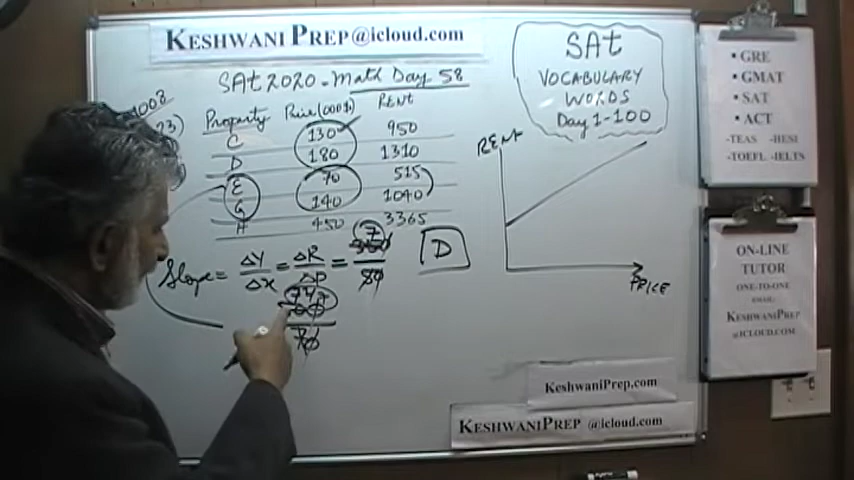 KESHWANI PREP @icloud.com
SAt 2020 - Math Day 58
Property Price (000's) RENT
C 130 950
D 180 1310
E 70 515
G 140 1040
H 450 3365
Slope = ΔY/Δx = ΔR/ΔP =
7
D
SAt
VOCABULARY
WORDS
Day 1-100
RENT
PRICE
• GRE
• GMAT
• SAT
• ACT
-TEAS -HESI
-TOEFL -IELTS
ON-LINE
TUTOR
ONE-TO-ONE
EMAIL:
KESHWANIPREP
@ICLOUD.COM
KESHWANIPREP.com
KESHWANIPREP @icloud.com